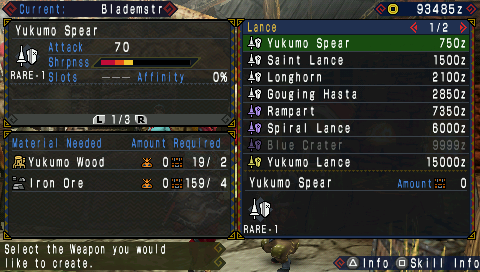 Current: Blademstr
93485z
Yukumo Spear
Attack 70
Shrpnss
RARE-1 Slots --- Affinity 0%
L 1/3 R
Material Needed Amount Required
Yukumo Wood 0 19/ 2
Iron Ore 0 159/ 4
Select the Weapon you would
like to create.
Lance 1/2
Yukumo Spear 750z
Saint Lance 1500z
Longhorn 2100z
Gouging Hasta 2850z
Rampart 7350z
Spiral Lance 6000z
Blue Crater 9999z
Yukumo Lance 15000z
Yukumo Spear Amount 0
RARE-1
Info Skill Info